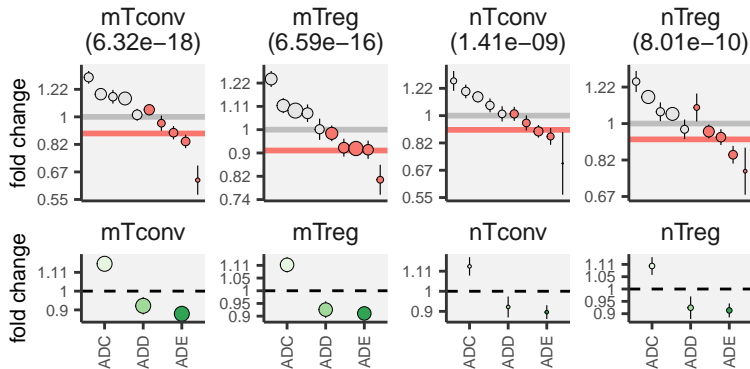 mTconv mTreg nTconv nTreg
(6.32e−18) (6.59e−16) (1.41e−09) (8.01e−10)
fold change
1.22 1 0.82 0.67 0.55
1.22 1.11 1 0.9 0.82 0.74
1.22 1 0.82 0.67 0.55
1.22 1 0.82 0.67
mTconv mTreg nTconv nTreg
fold change
1.11 1 0.9
1.11 1.05 1 0.95 0.9
1.11 1 0.9
1.11 1.05 1 0.95 0.9
ADC ADD ADE ADC ADD ADE ADC ADD ADE ADC ADD ADE